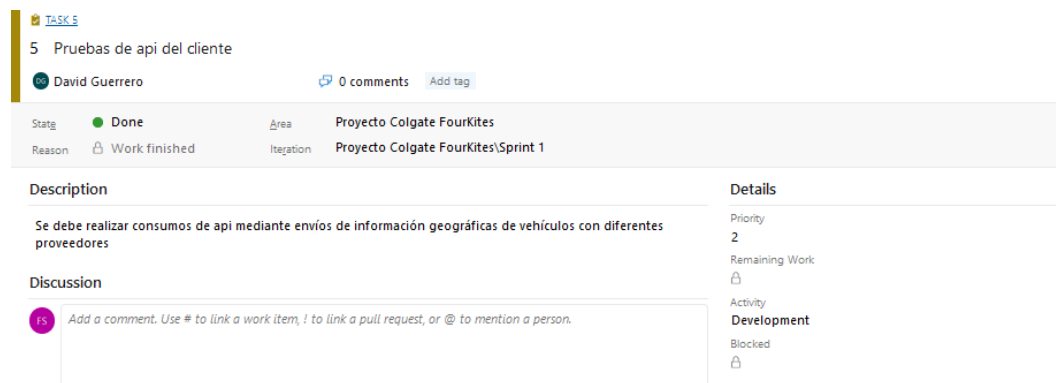 TASK 5
5 Pruebas de api del cliente
DG David Guerrero 0 comments Add tag
State Done Area Proyecto Colgate FourKites
Reason Work finished Iteration Proyecto Colgate FourKites\Sprint 1
Description
Se debe realizar consumos de api mediante envíos de información geográficas de vehículos con diferentes
proveedores
Discussion
FS Add a comment. Use # to link a work item, ! to link a pull request, or @ to mention a person.
Details
Priority
2
Remaining Work
Activity
Development
Blocked